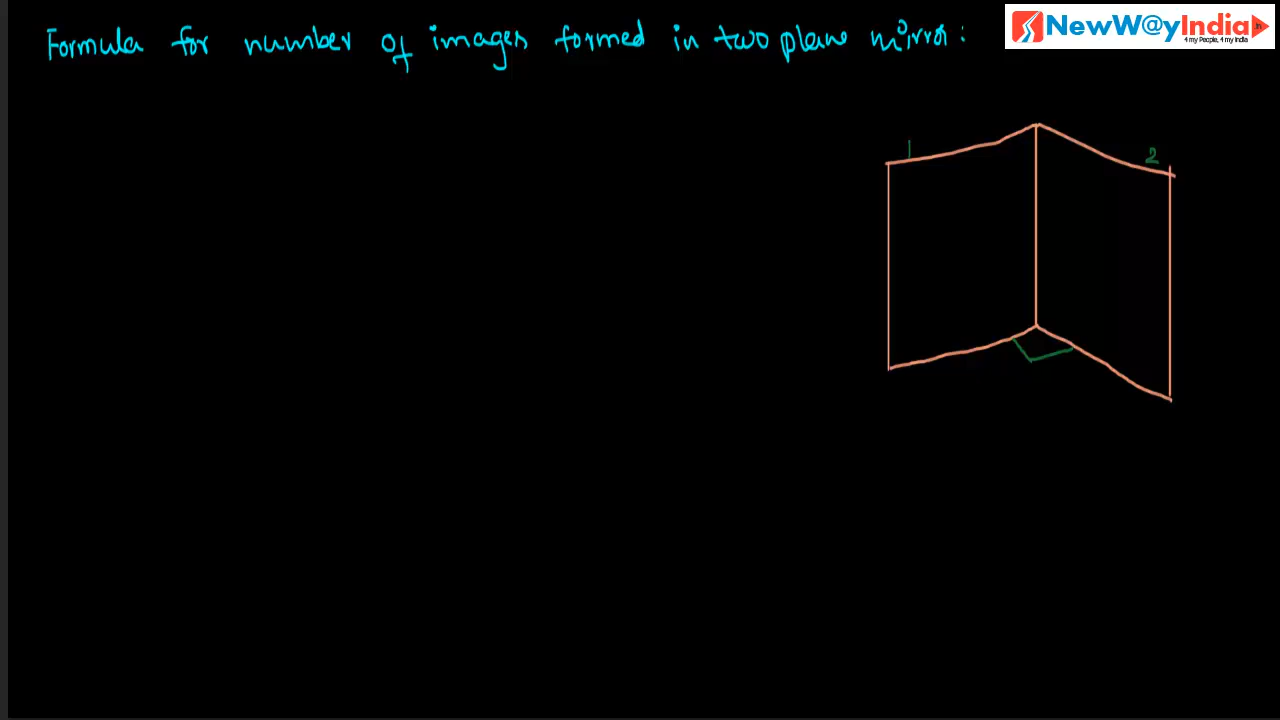 Formula for number of images formed in two plane mirror :
NewW@yIndia.in
4 my People, 4 my India
1
2